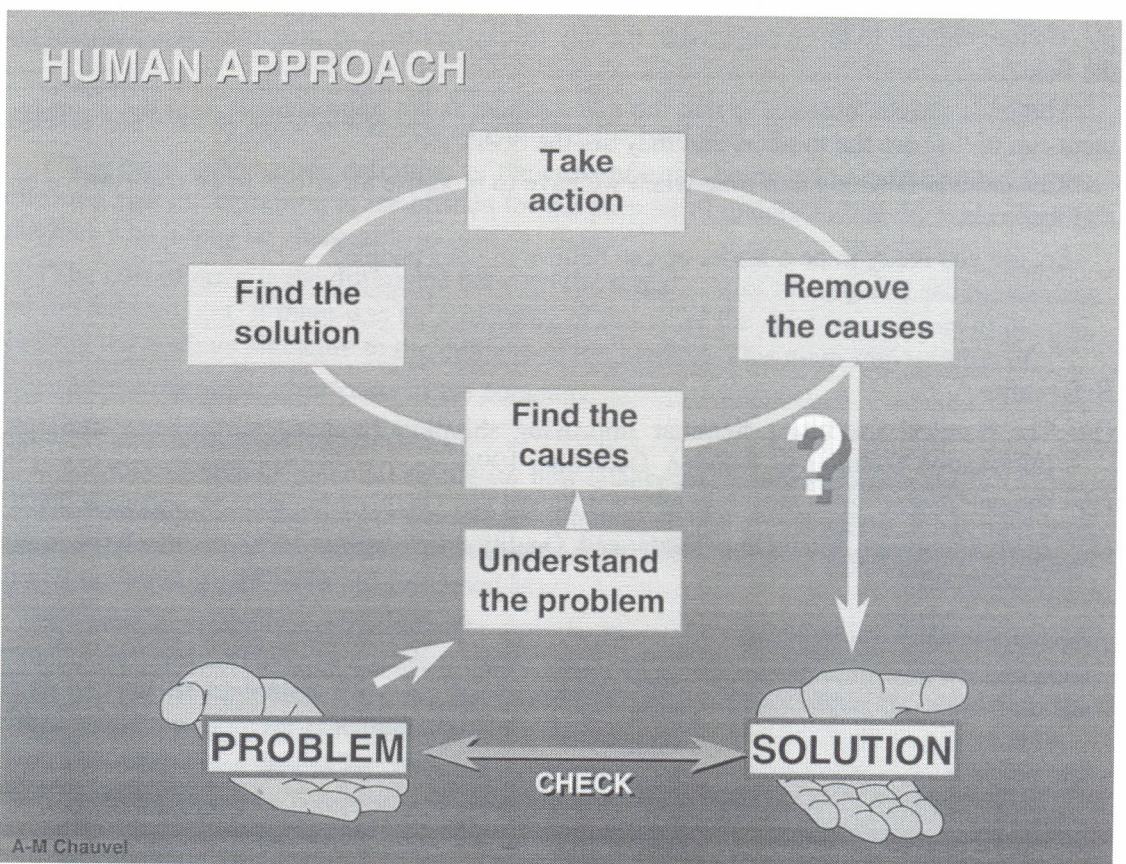 HUMAN APPROACH
Take
action
Find the
solution
Remove
the causes
Find the
causes
?
Understand
the problem
PROBLEM
SOLUTION
CHECK
A-M Chauvel